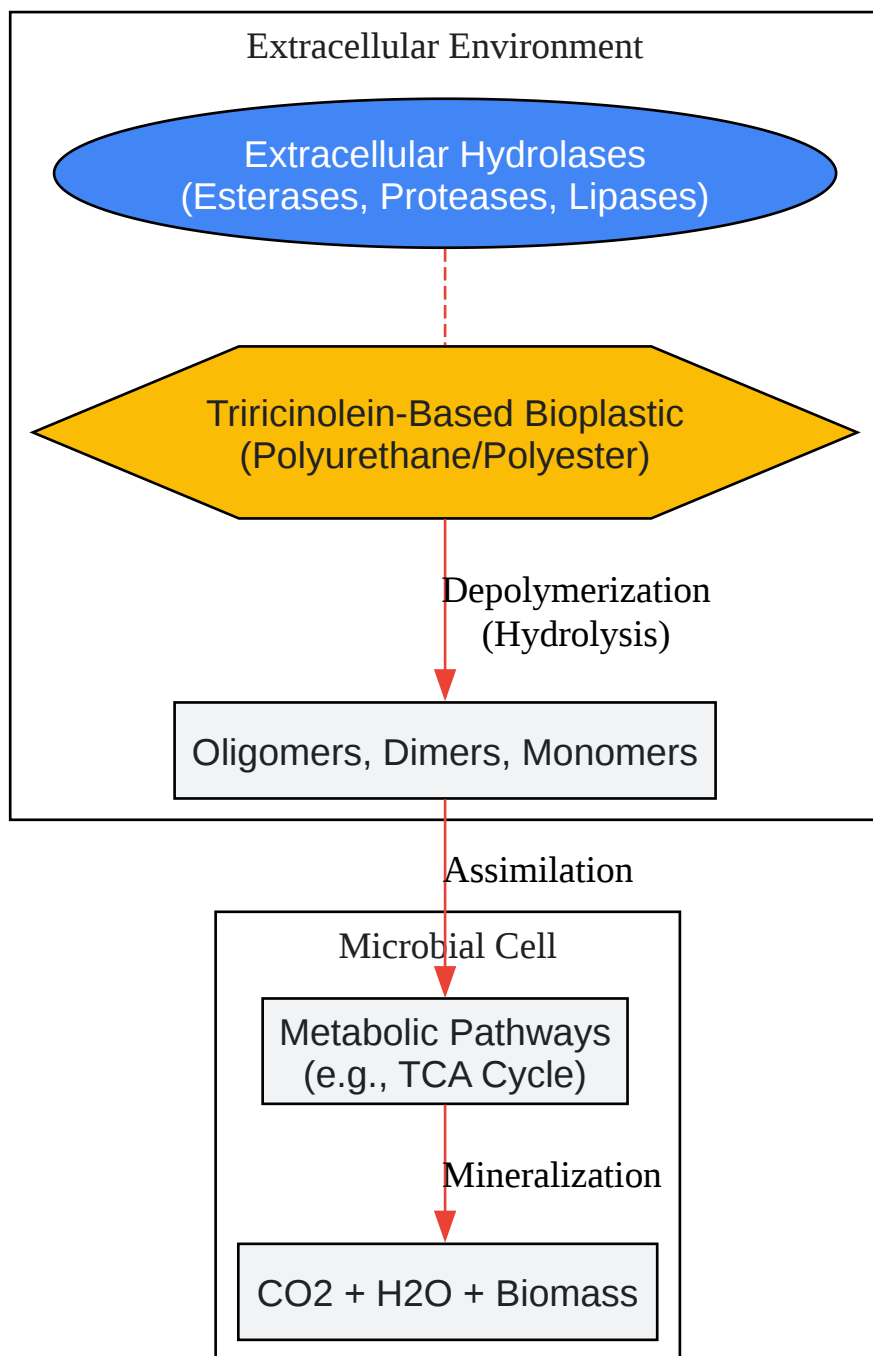 Extracellular Environment
Extracellular Hydrolases
(Esterases, Proteases, Lipases)
Triricinolein-Based Bioplastic
(Polyurethane/Polyester)
Depolymerization
(Hydrolysis)
Oligomers, Dimers, Monomers
Assimilation
Microbial Cell
Metabolic Pathways
(e.g., TCA Cycle)
Mineralization
CO2 + H2O + Biomass